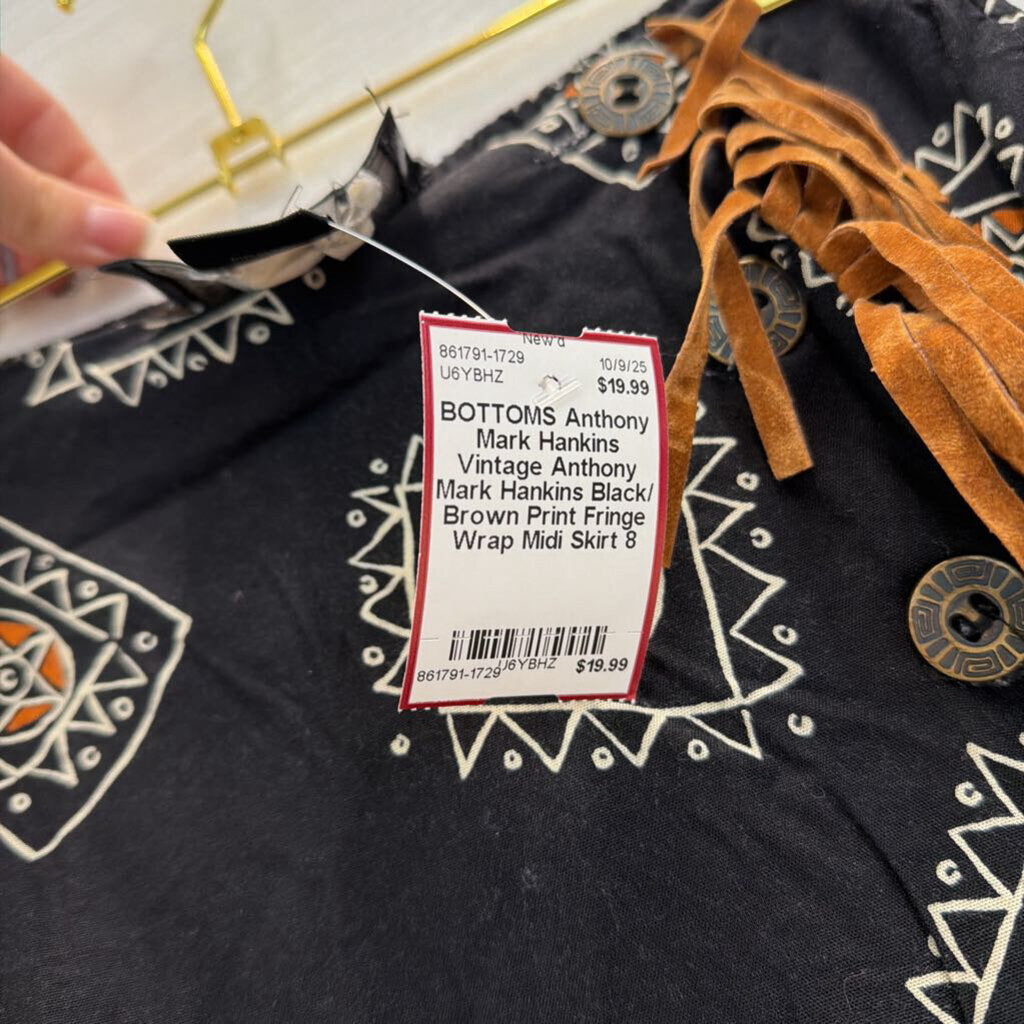 New'd
861791-1729 10/9/25
U6YBHZ $19.99
BOTTOMS Anthony
Mark Hankins
Vintage Anthony
Mark Hankins Black/
Brown Print Fringe
Wrap Midi Skirt 8
861791-1729 U6YBHZ $19.99